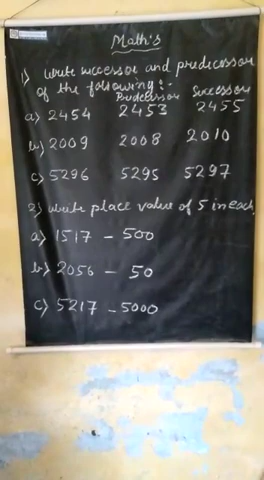 Math's
1) Write successor and predecessor
of the following:-
Predecessor Successor
a) 2454 2453 2455
b) 2009 2008 2010
c) 5296 5295 5297
2) Write place value of 5 in each
a) 1517 - 500
b) 2056 - 50
c) 5217 - 5000